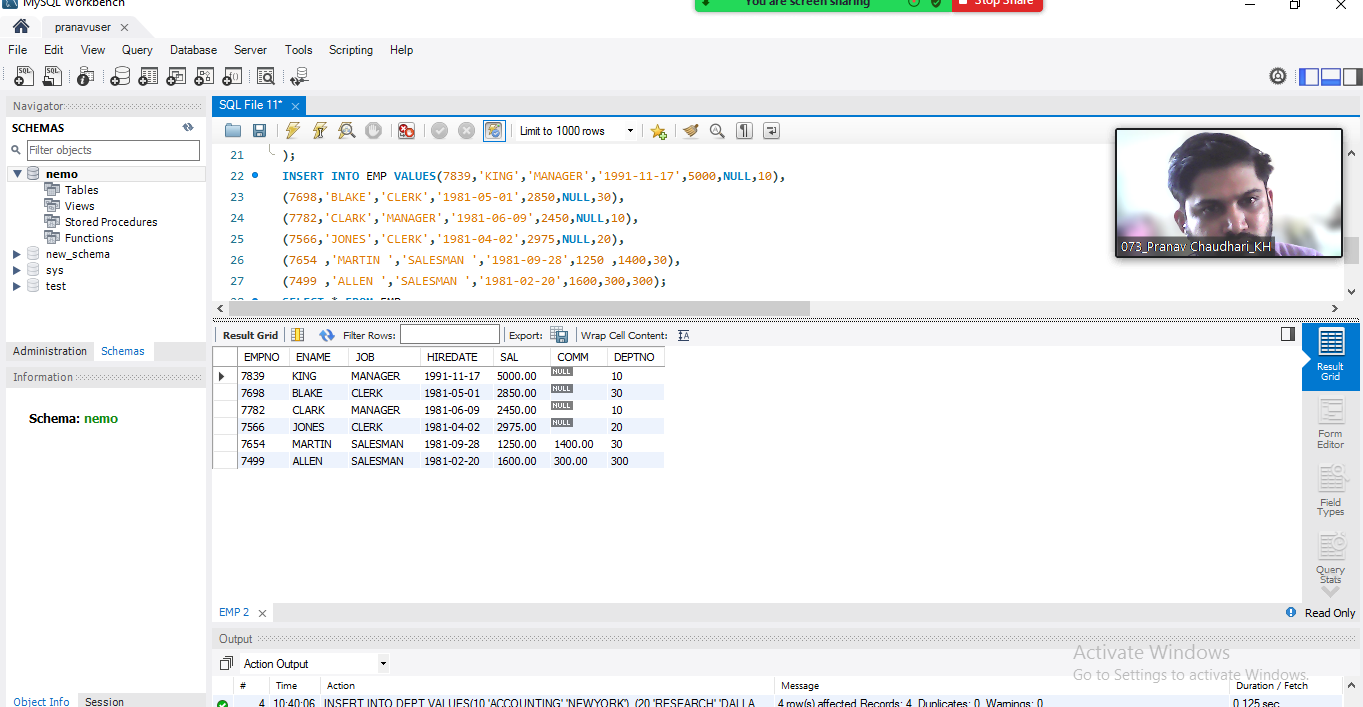 MySQL Workbench
You are screen sharing
Stop Share
pranavuser
File Edit View Query Database Server Tools Scripting Help
Navigator
SCHEMAS
Filter objects
nemo
Tables
Views
Stored Procedures
Functions
new_schema
sys
test
Administration Schemas
Information
Schema: nemo
Object Info Session
SQL File 11*
Limit to 1000 rows
21 );
22 INSERT INTO EMP VALUES(7839,'KING','MANAGER','1991-11-17',5000,NULL,10),
23 (7698,'BLAKE','CLERK','1981-05-01',2850,NULL,30),
24 (7782,'CLARK','MANAGER','1981-06-09',2450,NULL,10),
25 (7566,'JONES','CLERK','1981-04-02',2975,NULL,20),
26 (7654 ,'MARTIN ','SALESMAN ','1981-09-28',1250 ,1400,30),
27 (7499 ,'ALLEN ','SALESMAN ','1981-02-20',1600,300,300);
28 SELECT * FROM EMP
073_Pranav Chaudhari_KH
Result Grid Filter Rows: Export: Wrap Cell Content:
EMPNO ENAME JOB HIREDATE SAL COMM DEPTNO
7839 KING MANAGER 1991-11-17 5000.00 NULL 10
7698 BLAKE CLERK 1981-05-01 2850.00 NULL 30
7782 CLARK MANAGER 1981-06-09 2450.00 NULL 10
7566 JONES CLERK 1981-04-02 2975.00 NULL 20
7654 MARTIN SALESMAN 1981-09-28 1250.00 1400.00 30
7499 ALLEN SALESMAN 1981-02-20 1600.00 300.00 300
Result Grid
Form Editor
Field Types
Query Stats
EMP 2
Read Only
Output
Action Output
Activate Windows
Go to Settings to activate Windows.
# Time Action Message Duration / Fetch
4 10:40:06 INSERT INTO DEPT VALUES(10,'ACCOUNTING','NEWYORK'), (20,'RESEARCH','DALLA... 4 row(s) affected Records: 4 Duplicates: 0 Warnings: 0 0.125 sec